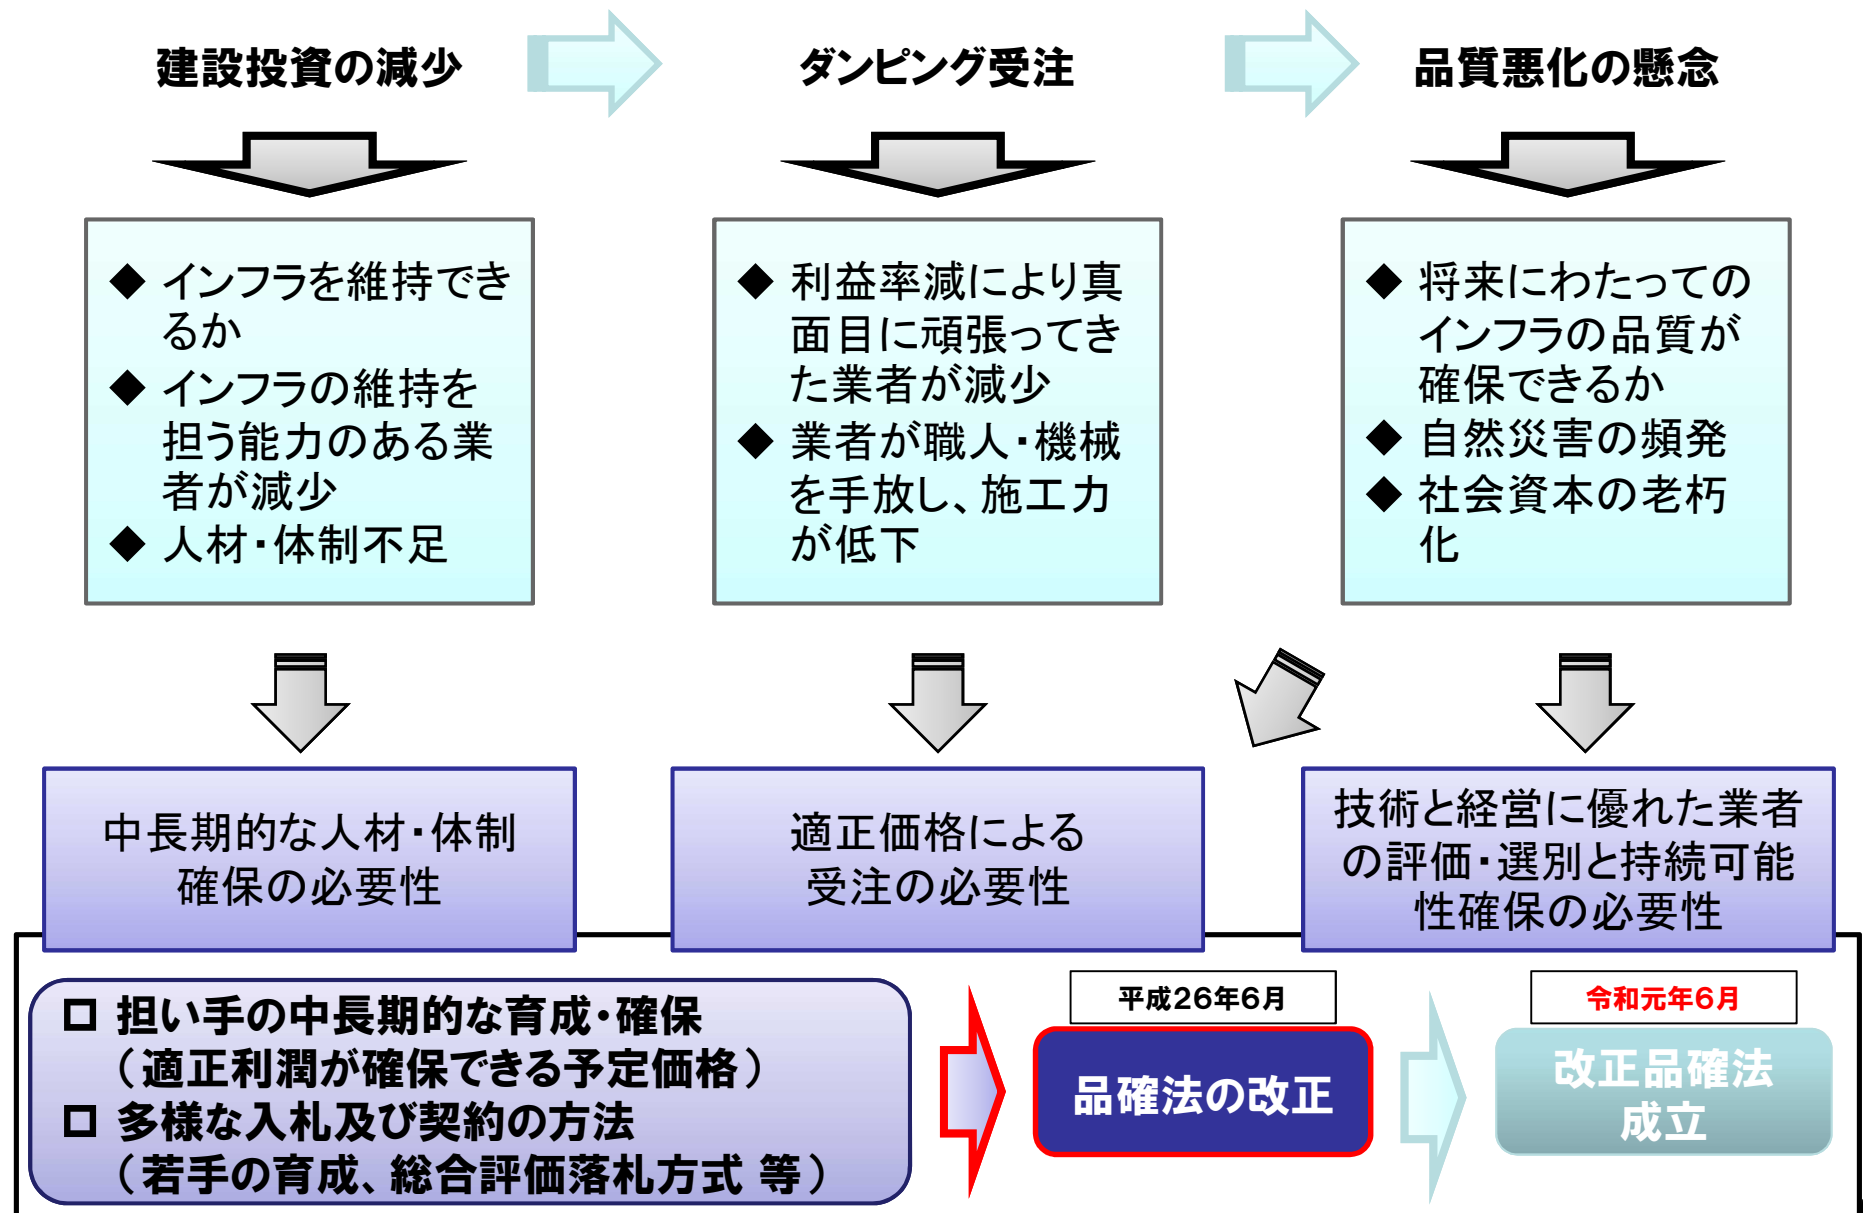 建設投資の減少
ダンピング受注
品質悪化の懸念
◆ インフラを維持でき
るか
◆ インフラの維持を
担う能力のある業
者が減少
◆ 人材・体制不足
◆ 利益率減により真
面目に頑張ってき
た業者が減少
◆ 業者が職人・機械
を手放し、施工力
が低下
◆ 将来にわたっての
インフラの品質が
確保できるか
◆ 自然災害の頻発
◆ 社会資本の老朽
化
中長期的な人材・体制
確保の必要性
適正価格による
受注の必要性
技術と経営に優れた業者
の評価・選別と持続可能
性確保の必要性
□ 担い手の中長期的な育成・確保
（適正利潤が確保できる予定価格）
□ 多様な入札及び契約の方法
（若手の育成、総合評価落札方式 等）
平成26年6月
品確法の改正
令和元年6月
改正品確法
成立